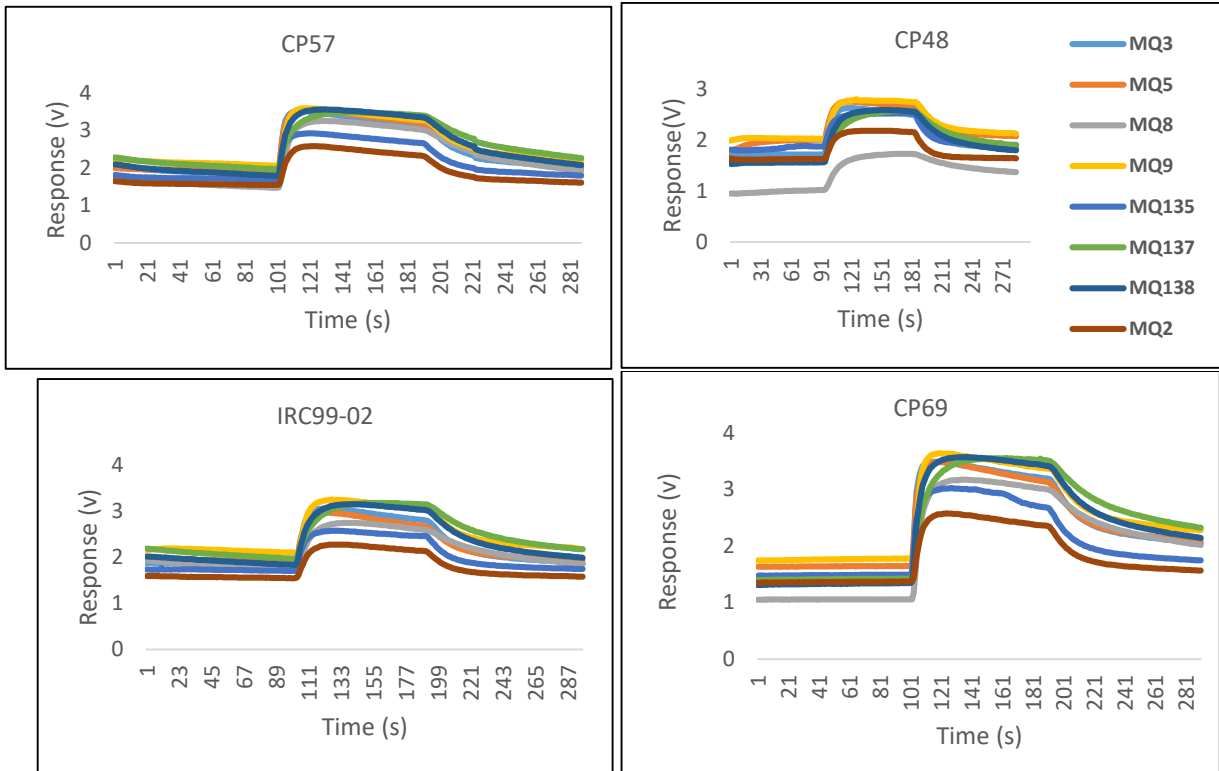 CP57
Response (v)
4
3
2
1
0
1 21 41 61 81 101 121 141 161 181 201 221 241 261 281
Time (s)
CP48
Response(V)
3
2
1
0
1 31 61 91 121 151 181 211 241 271
Time (s)
MQ3
MQ5
MQ8
MQ9
MQ135
MQ137
MQ138
MQ2
IRC99-02
Response (v)
4
3
2
1
0
1 23 45 67 89 111 133 155 177 199 221 243 265 287
Time (s)
CP69
Response (v)
4
3
2
1
0
1 21 41 61 81 101 121 141 161 181 201 221 241 261 281
Time (s)